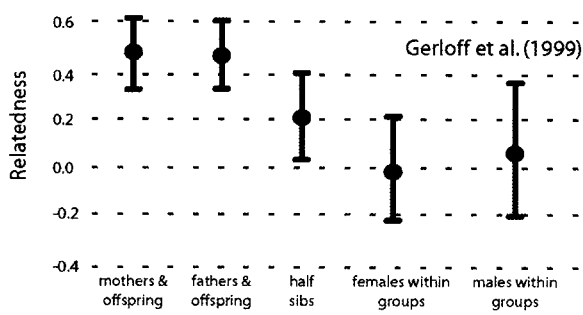 0.6
Gerloff et al. (1999)
0.4
0.2
0.0
-0.2
-0.4
Relatedness
mothers &
offspring
fathers &
offspring
half
sibs
females within
groups
males within
groups